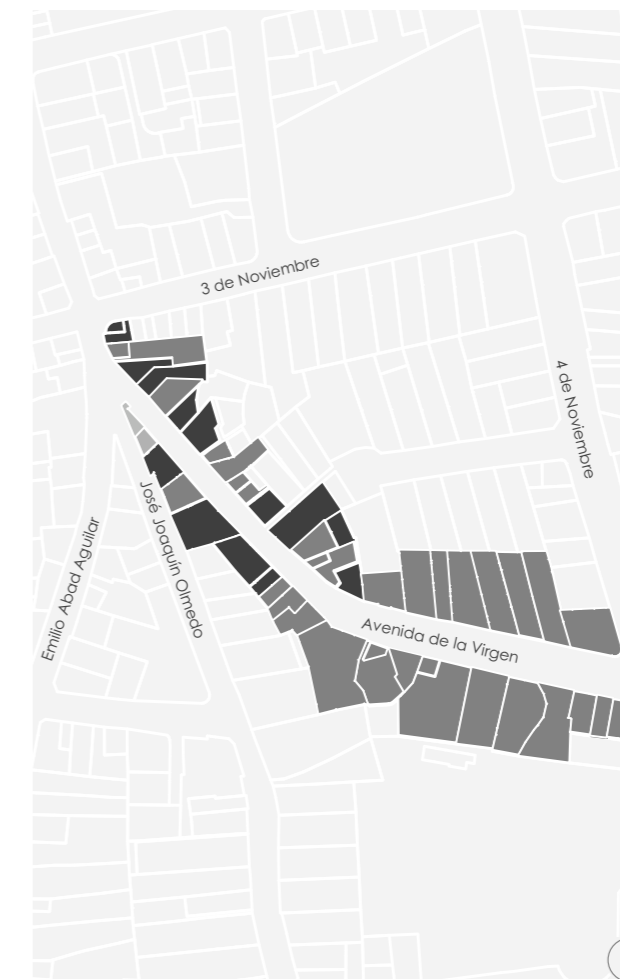 3 de Noviembre
4 de Noviembre
José Joaquín Olmedo
Emilio Abad Aguilar
Avenida de la Virgen